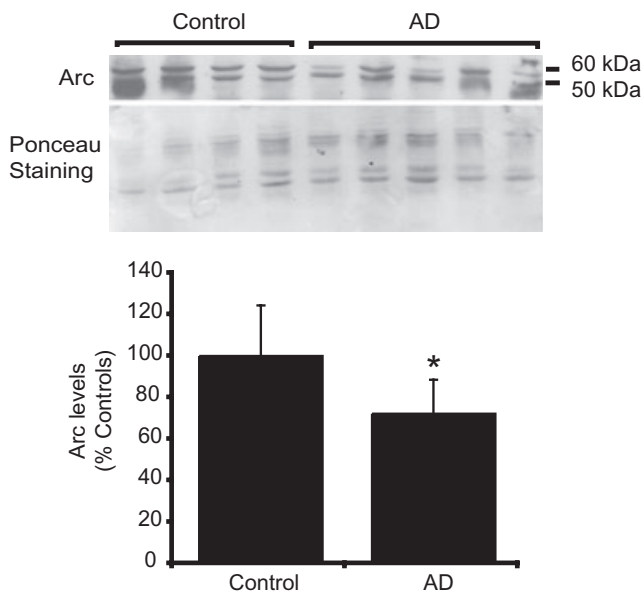 Control AD
Arc
60 kDa
50 kDa
Ponceau
Staining
140
120
100
80
60
40
20
0
Arc levels
(% Controls)
*
Control AD